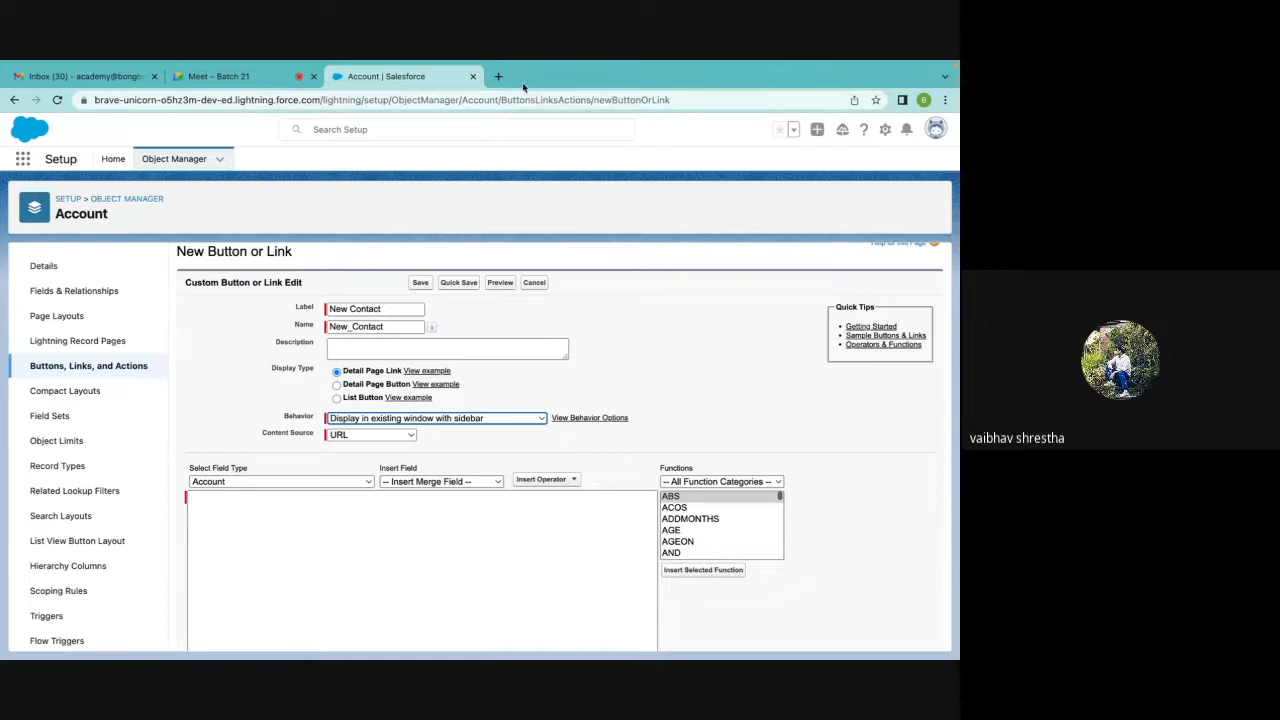 Inbox (30) - academy@bongb
Meet – Batch 21
Account | Salesforce
brave-unicorn-o5hz3m-dev-ed.lightning.force.com/lightning/setup/ObjectManager/Account/ButtonsLinksActions/newButtonOrLink
B
Search Setup
Setup
Home
Object Manager
SETUP > OBJECT MANAGER
Account
Details
Fields & Relationships
Page Layouts
Lightning Record Pages
Buttons, Links, and Actions
Compact Layouts
Field Sets
Object Limits
Record Types
Related Lookup Filters
Search Layouts
List View Button Layout
Hierarchy Columns
Scoping Rules
Triggers
Flow Triggers
Help for this Page
New Button or Link
Custom Button or Link Edit
Save
Quick Save
Preview
Cancel
Label
New Contact
Name
New_Contact
Description
Display Type
Detail Page Link View example
Detail Page Button View example
List Button View example
Behavior
Display in existing window with sidebar
View Behavior Options
Content Source
URL
Quick Tips
Getting Started
Sample Buttons & Links
Operators & Functions
Select Field Type
Account
Insert Field
-- Insert Merge Field --
Insert Operator
Functions
-- All Function Categories --
ABS
ACOS
ADDMONTHS
AGE
AGEON
AND
Insert Selected Function
vaibhav shrestha